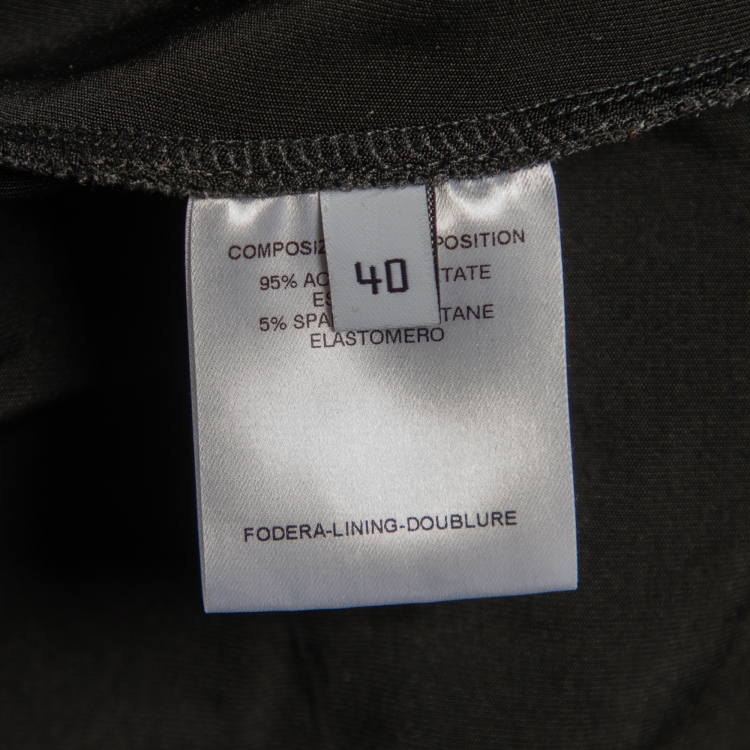 COMPOSIZ POSITION
40
95% AC TATE
ES
5% SPA TANE
ELASTOMERO
FODERA-LINING-DOUBLURE